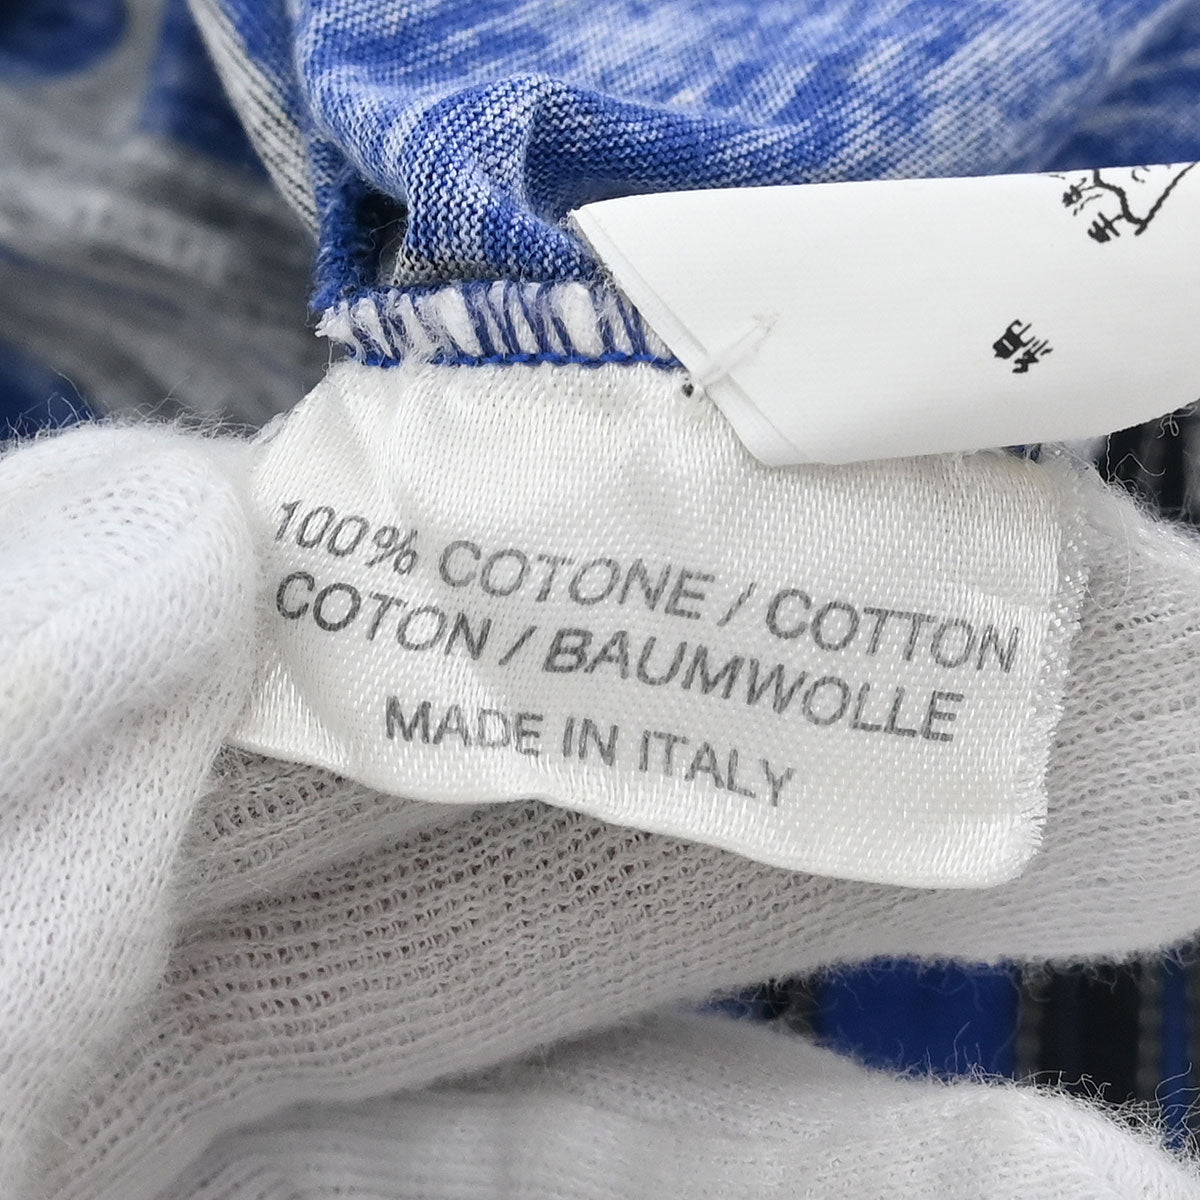 100% COTONE / COTTON
COTON / BAUMWOLLE
MADE IN ITALY